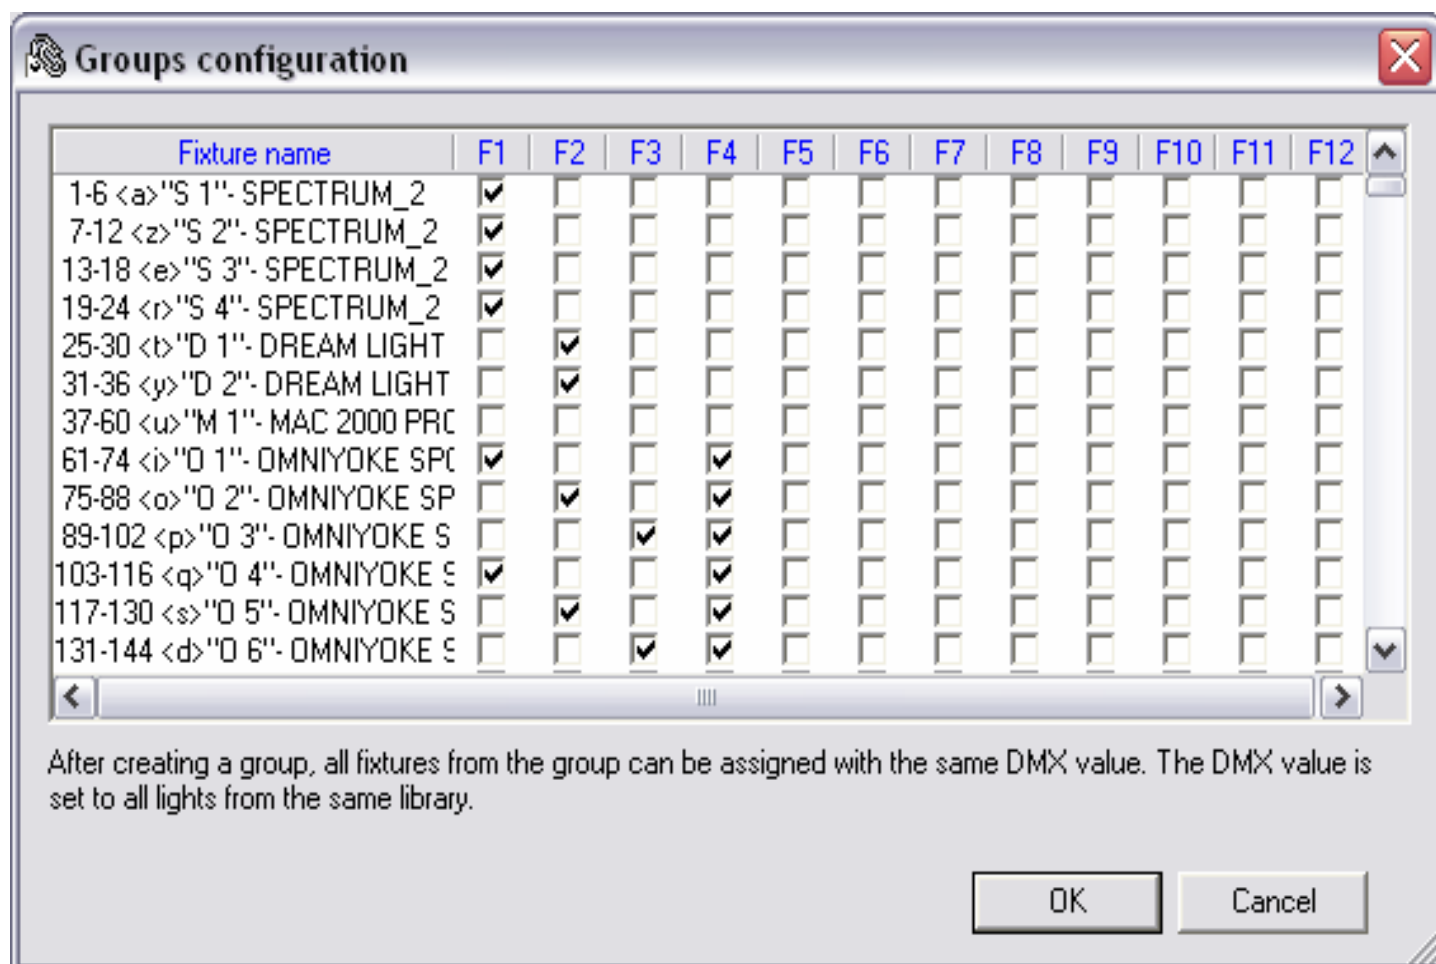 Groups configuration
Fixture name F1 F2 F3 F4 F5 F6 F7 F8 F9 F10 F11 F12
1-6 <a>"S 1"- SPECTRUM_2
7-12 <z>"S 2"- SPECTRUM_2
13-18 <e>"S 3"- SPECTRUM_2
19-24 <r>"S 4"- SPECTRUM_2
25-30 <t>"D 1"- DREAM LIGHT
31-36 <y>"D 2"- DREAM LIGHT
37-60 <u>"M 1"- MAC 2000 PRO
61-74 <i>"O 1"- OMNIYOKE SPO
75-88 <o>"O 2"- OMNIYOKE SP
89-102 <p>"O 3"- OMNIYOKE S
103-116 <q>"O 4"- OMNIYOKE S
117-130 <s>"O 5"- OMNIYOKE S
131-144 <d>"O 6"- OMNIYOKE S
After creating a group, all fixtures from the group can be assigned with the same DMX value. The DMX value is
set to all lights from the same library.
OK Cancel